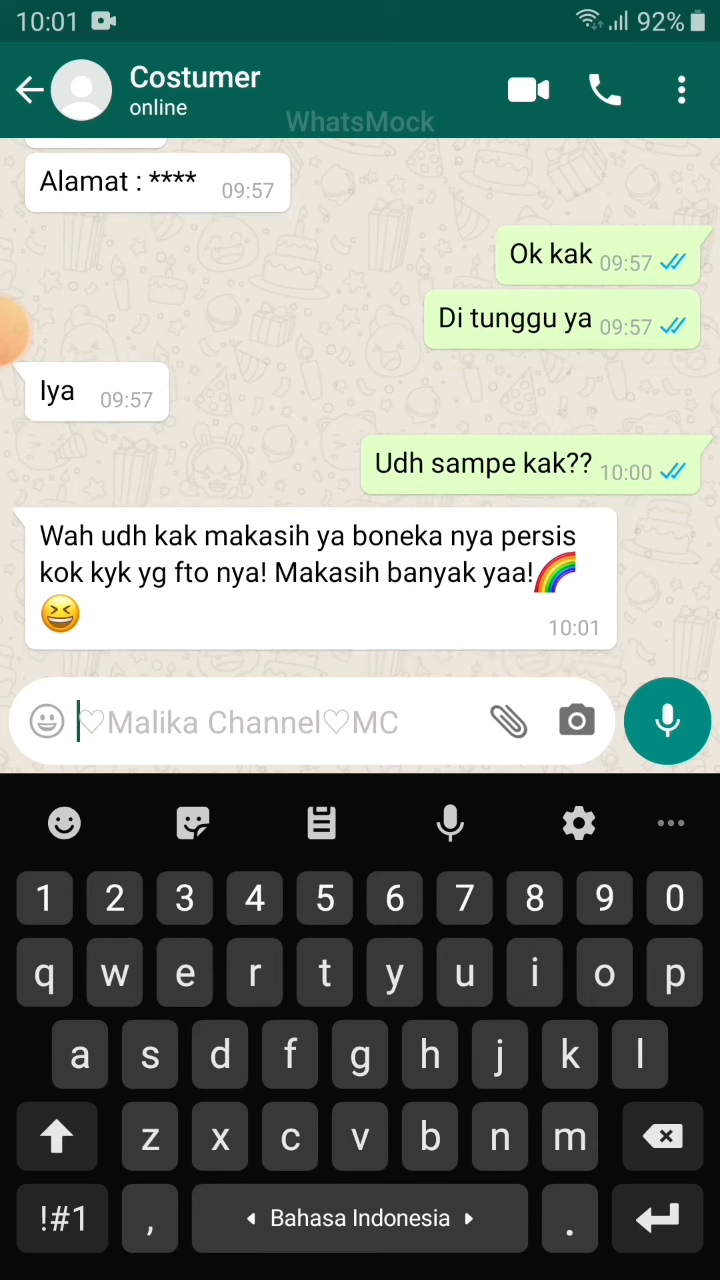 10:01
92%
Costumer
online
WhatsMock
Alamat : ****
09:57
Ok kak
09:57
Di tunggu ya
09:57
Iya
09:57
Udh sampe kak??
10:00
Wah udh kak makasih ya boneka nya persis
kok kyk yg fto nya! Makasih banyak yaa!🌈
😆
10:01
♡Malika Channel♡MC
1 2 3 4 5 6 7 8 9 0
q w e r t y u i o p
a s d f g h j k l
z x c v b n m
!#1 , Bahasa Indonesia .